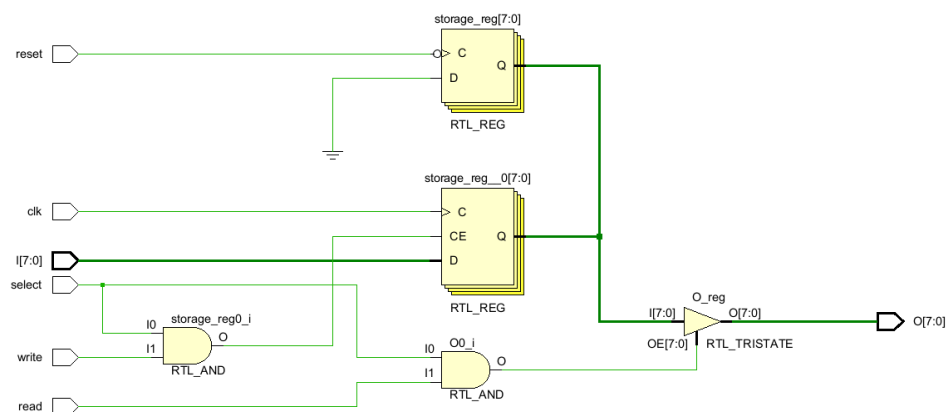 storage_reg[7:0]
reset
C
Q
D
RTL_REG
storage_reg__0[7:0]
clk
C
CE
Q
I[7:0]
D
select
RTL_REG
O_reg
I[7:0]
O[7:0]
O[7:0]
OE[7:0]
RTL_TRISTATE
storage_reg0_i
I0
O
write
I1
RTL_AND
O0_i
I0
O
I1
RTL_AND
read